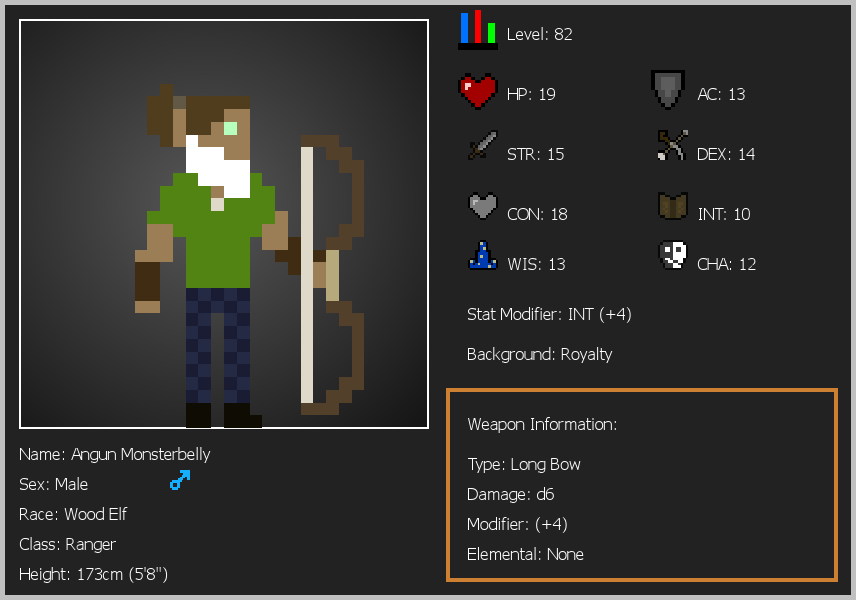 Level: 82
HP: 19
AC: 13
STR: 15
DEX: 14
CON: 18
INT: 10
WIS: 13
CHA: 12
Stat Modifier: INT (+4)
Background: Royalty
Weapon Information:
Type: Long Bow
Damage: d6
Modifier: (+4)
Elemental: None
Name: Angun Monsterbelly
Sex: Male
Race: Wood Elf
Class: Ranger
Height: 173cm (5'8")